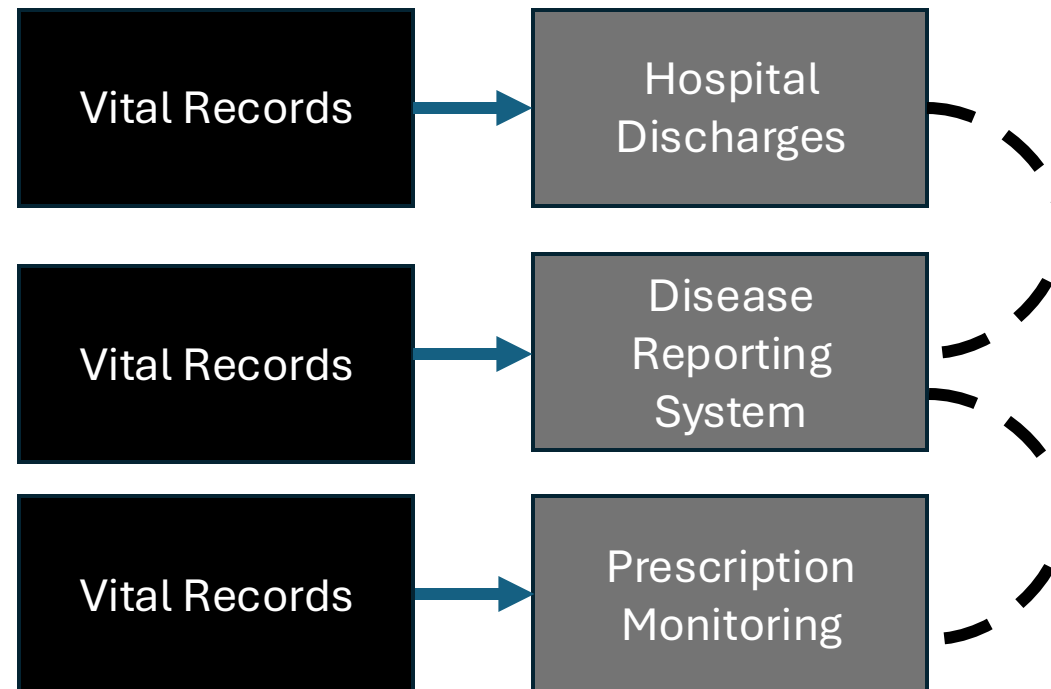 Vital Records
Hospital
Discharges
Vital Records
Disease
Reporting
System
Vital Records
Prescription
Monitoring